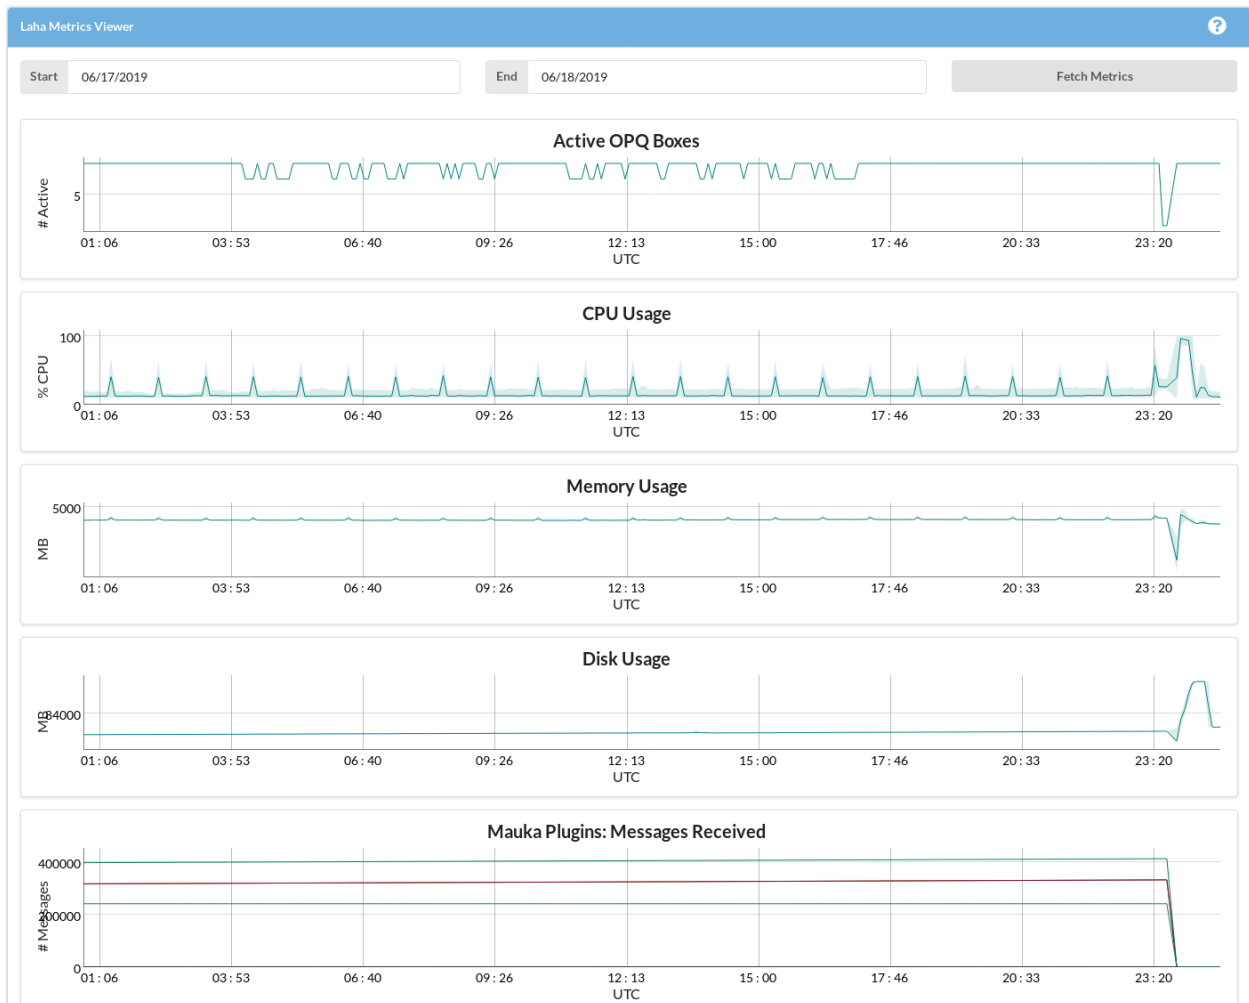 Laha Metrics Viewer
Start 06/17/2019 End 06/18/2019 Fetch Metrics
Active OPQ Boxes
# Active
5
01:06 03:53 06:40 09:26 12:13 15:00 17:46 20:33 23:20
UTC
CPU Usage
% CPU
100
0
01:06 03:53 06:40 09:26 12:13 15:00 17:46 20:33 23:20
UTC
Memory Usage
MB
5000
01:06 03:53 06:40 09:26 12:13 15:00 17:46 20:33 23:20
UTC
Disk Usage
MB
84000
01:06 03:53 06:40 09:26 12:13 15:00 17:46 20:33 23:20
UTC
Mauka Plugins: Messages Received
# Messages
400000
200000
0
01:06 03:53 06:40 09:26 12:13 15:00 17:46 20:33 23:20
UTC